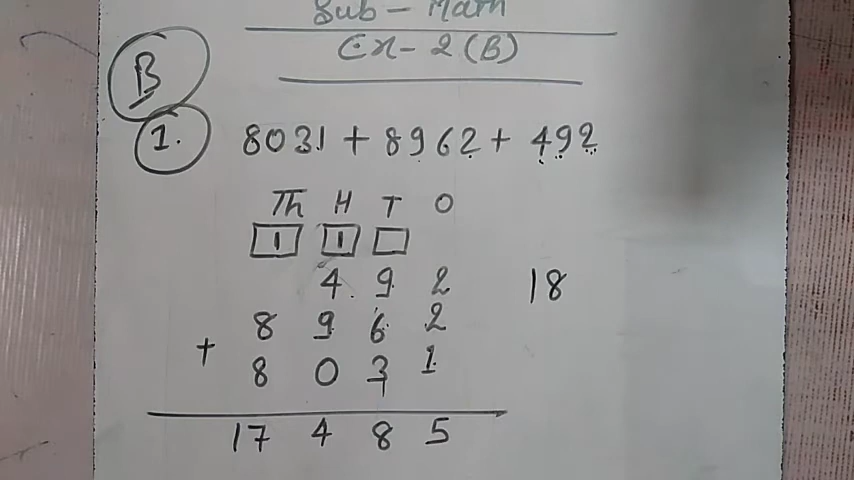 Sub - Math
Ex - 2 (B)
B
1. 8031 + 8962 + 492
Th H T O
1 1
4 9 2 18
8 9 6 2
+ 8 0 3 1
17 4 8 5